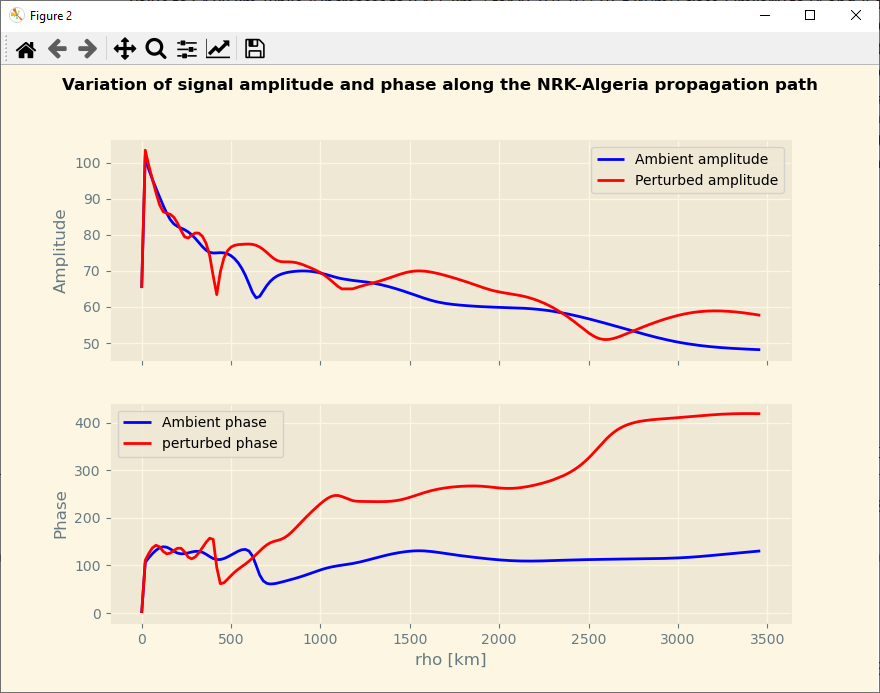 Figure 2
Variation of signal amplitude and phase along the NRK-Algeria propagation path
Amplitude
100
90
80
70
60
50
Ambient amplitude
Perturbed amplitude
Phase
400
300
200
100
0
Ambient phase
perturbed phase
0 500 1000 1500 2000 2500 3000 3500
rho [km]